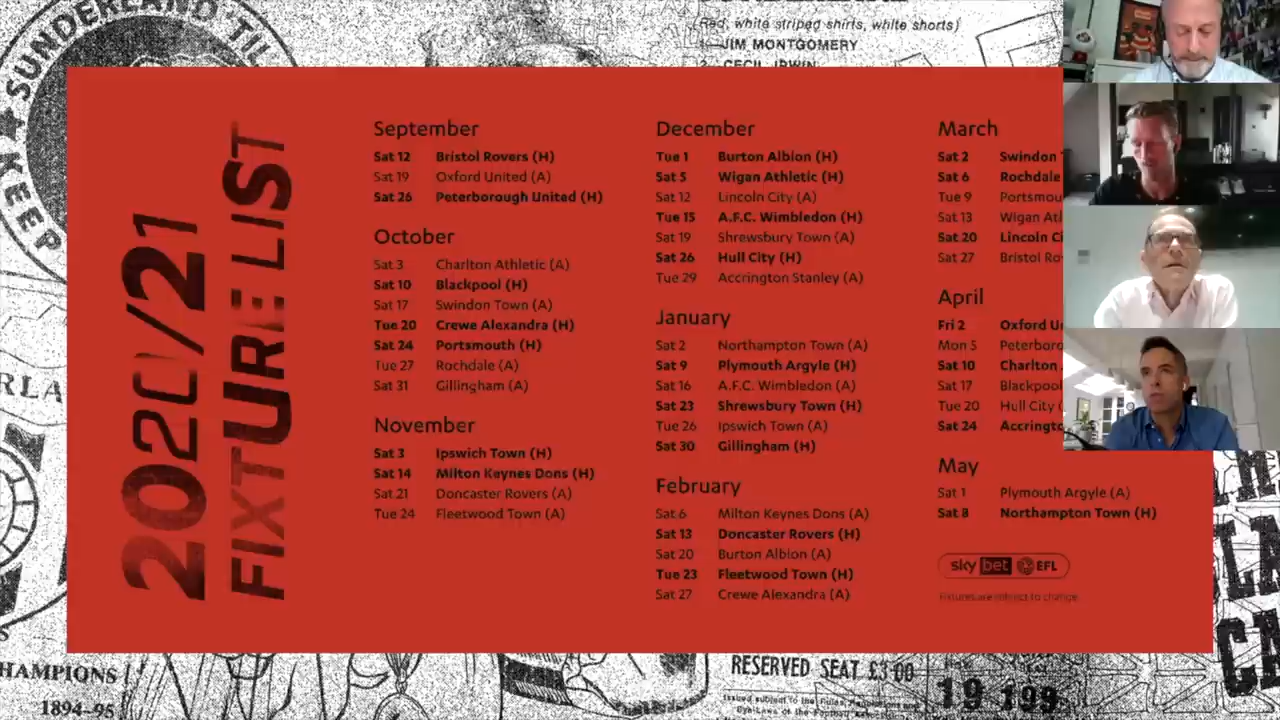 SUNDERLAND 'TIL
KEEP
(Red, white striped shirts, white shorts)
1—JIM MONTGOMERY
2 CECIL IRWIN
2020/21
FIXTURE LIST
September
Sat 12 Bristol Rovers (H)
Sat 19 Oxford United (A)
Sat 26 Peterborough United (H)
October
Sat 3 Charlton Athletic (A)
Sat 10 Blackpool (H)
Sat 17 Swindon Town (A)
Tue 20 Crewe Alexandra (H)
Sat 24 Portsmouth (H)
Tue 27 Rochdale (A)
Sat 31 Gillingham (A)
November
Sat 3 Ipswich Town (H)
Sat 14 Milton Keynes Dons (H)
Sat 21 Doncaster Rovers (A)
Tue 24 Fleetwood Town (A)
December
Tue 1 Burton Albion (H)
Sat 5 Wigan Athletic (H)
Sat 12 Lincoln City (A)
Tue 15 A.F.C. Wimbledon (H)
Sat 19 Shrewsbury Town (A)
Sat 26 Hull City (H)
Tue 29 Accrington Stanley (A)
January
Sat 2 Northampton Town (A)
Sat 9 Plymouth Argyle (H)
Sat 16 A.F.C. Wimbledon (A)
Sat 23 Shrewsbury Town (H)
Tue 26 Ipswich Town (A)
Sat 30 Gillingham (H)
February
Sat 6 Milton Keynes Dons (A)
Sat 13 Doncaster Rovers (H)
Sat 20 Burton Albion (A)
Tue 23 Fleetwood Town (H)
Sat 27 Crewe Alexandra (A)
March
Sat 2 Swindon T
Sat 6 Rochdale
Tue 9 Portsmou
Sat 13 Wigan Atl
Sat 20 Lincoln Ci
Sat 27 Bristol Ro
April
Fri 2 Oxford Un
Mon 5 Peterboro
Sat 10 Charlton
Sat 17 Blackpool
Tue 20 Hull City (
Sat 24 Accringto
May
Sat 1 Plymouth Argyle (A)
Sat 8 Northampton Town (H)
sky bet EFL
Fixtures are subject to change
HAMPIONS
1894-95
RESERVED SEAT £3·00
19 199